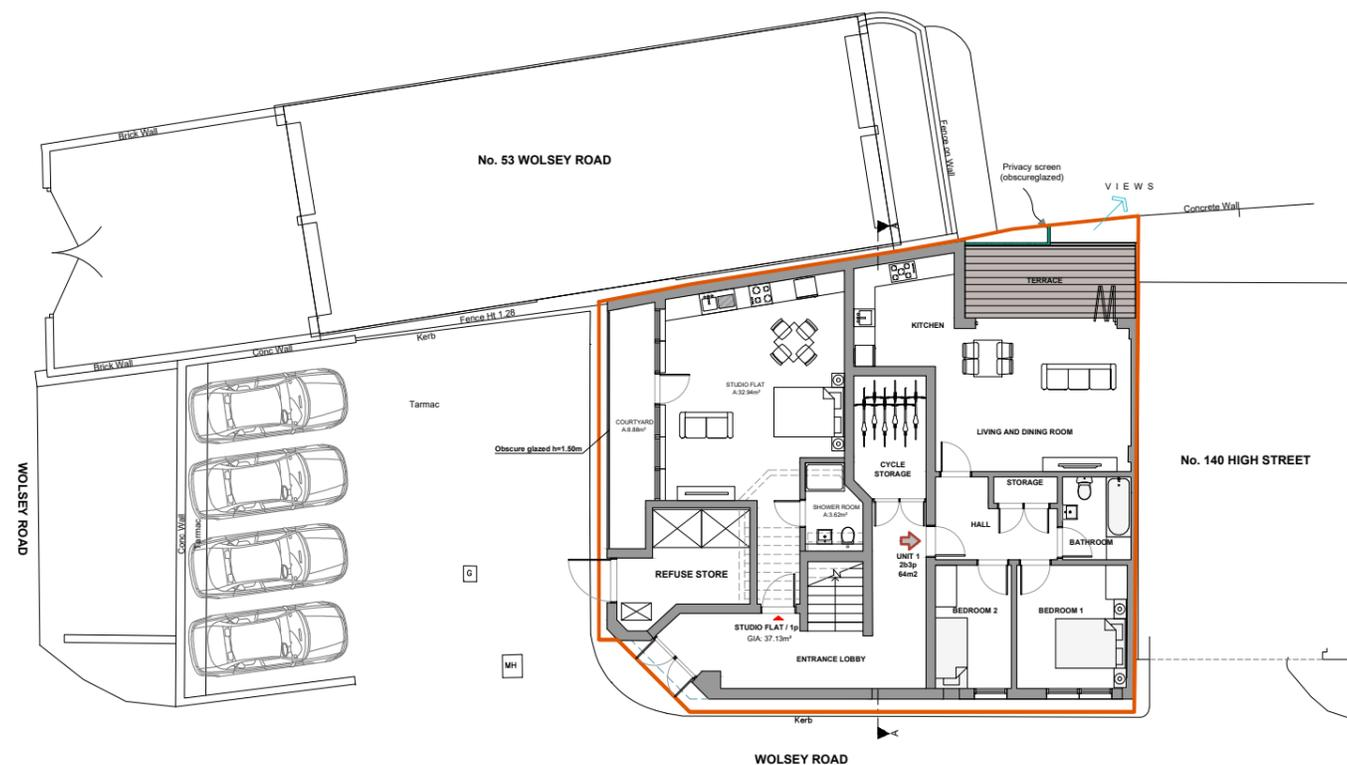 Brick Wall
No. 53 WOLSEY ROAD
Fence on Wall
Privacy screen
(obscureglazed)
VIEWS
Concrete Wall
A
TERRACE
Fence Ht 1.28
Kerb
Conc Wall
Brick Wall
KITCHEN
Tarmac
STUDIO FLAT
A:32.94m²
COURTYARD
A:8.88m²
Obscure glazed h=1.50m
LIVING AND DINING ROOM
No. 140 HIGH STREET
CYCLE
STORAGE
STORAGE
WOLSEY ROAD
Conc Wall
Tarmac
SHOWER ROOM
A:3.62m²
HALL
BATHROOM
UNIT 1
2b3p
64m2
G
REFUSE STORE
BEDROOM 2
BEDROOM 1
STUDIO FLAT / 1p
GIA: 37.13m²
ENTRANCE LOBBY
MH
Kerb
A
WOLSEY ROAD